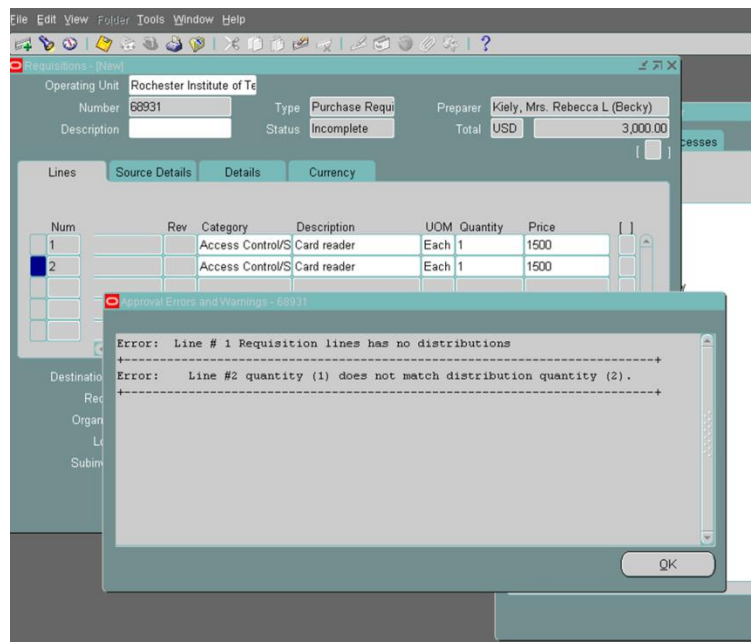 File Edit View Folder Tools Window Help
Requisitions - [New]
Operating Unit Rochester Institute of Te
Number 68931 Type Purchase Requi Preparer Kiely, Mrs. Rebecca L (Becky)
Description Status Incomplete Total USD 3,000.00
[ ]
cesses
Lines Source Details Details Currency
Num Rev Category Description UOM Quantity Price [ ]
1 Access Control/S Card reader Each 1 1500
2 Access Control/S Card reader Each 1 1500
Approval Errors and Warnings - 68931
Error: Line # 1 Requisition lines has no distributions
Error: Line #2 quantity (1) does not match distribution quantity (2).
Destinatio
Rec
Organ
Lo
Subinv
OK